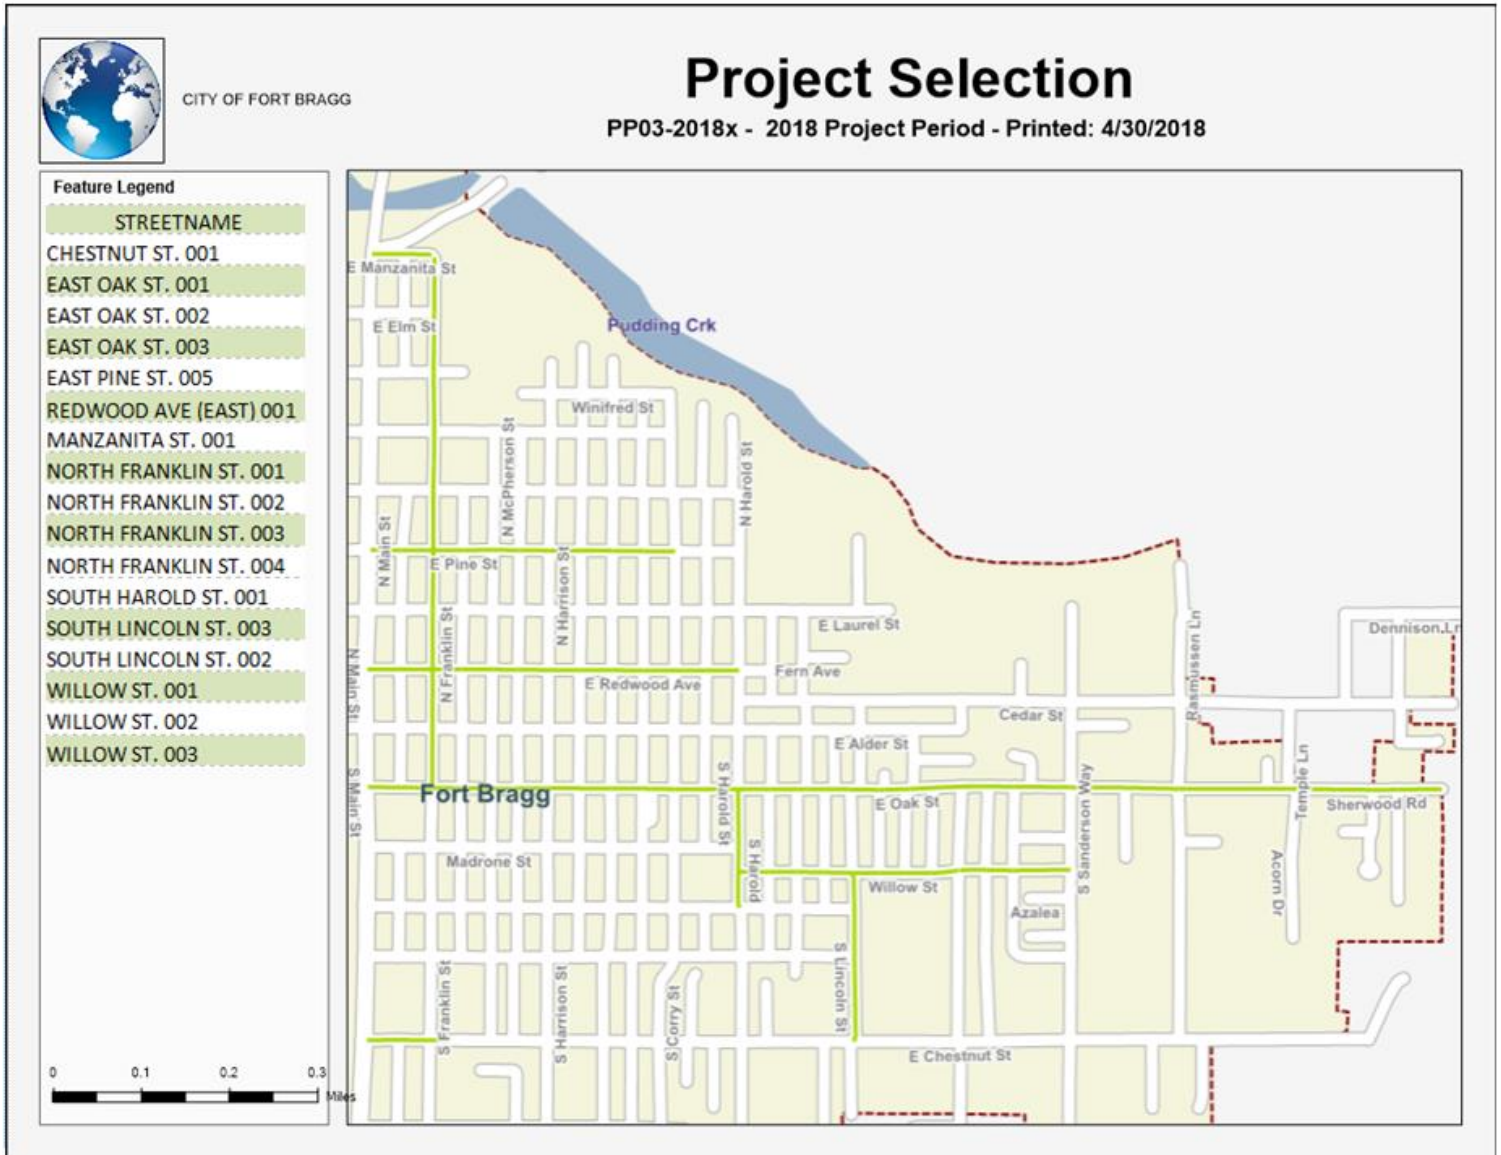 Project Selection
CITY OF FORT BRAGG
PP03-2018x - 2018 Project Period - Printed: 4/30/2018
Feature Legend
STREETNAME
CHESTNUT ST. 001
EAST OAK ST. 001
EAST OAK ST. 002
EAST OAK ST. 003
EAST PINE ST. 005
REDWOOD AVE (EAST) 001
MANZANITA ST. 001
NORTH FRANKLIN ST. 001
NORTH FRANKLIN ST. 002
NORTH FRANKLIN ST. 003
NORTH FRANKLIN ST. 004
SOUTH HAROLD ST. 001
SOUTH LINCOLN ST. 003
SOUTH LINCOLN ST. 002
WILLOW ST. 001
WILLOW ST. 002
WILLOW ST. 003
0 0.1 0.2 0.3
Miles
E Manzanita St
E Elm St
Pudding Crk
Winifred St
N McPherson St
N Harold St
N Main St
E Pine St
N Harrison St
N Franklin St
E Laurel St
Rasmussen Ln
Dennison Ln
N Main St
E Redwood Ave
Fern Ave
Cedar St
E Alder St
S Main St
Fort Bragg
S Harold St
E Oak St
S Sanderson Way
Temple Ln
Sherwood Rd
Madrone St
S Harold
Willow St
Acorn Dr
Azalea
S Franklin St
S Harrison St
S Corry St
S Lincoln St
E Chestnut St